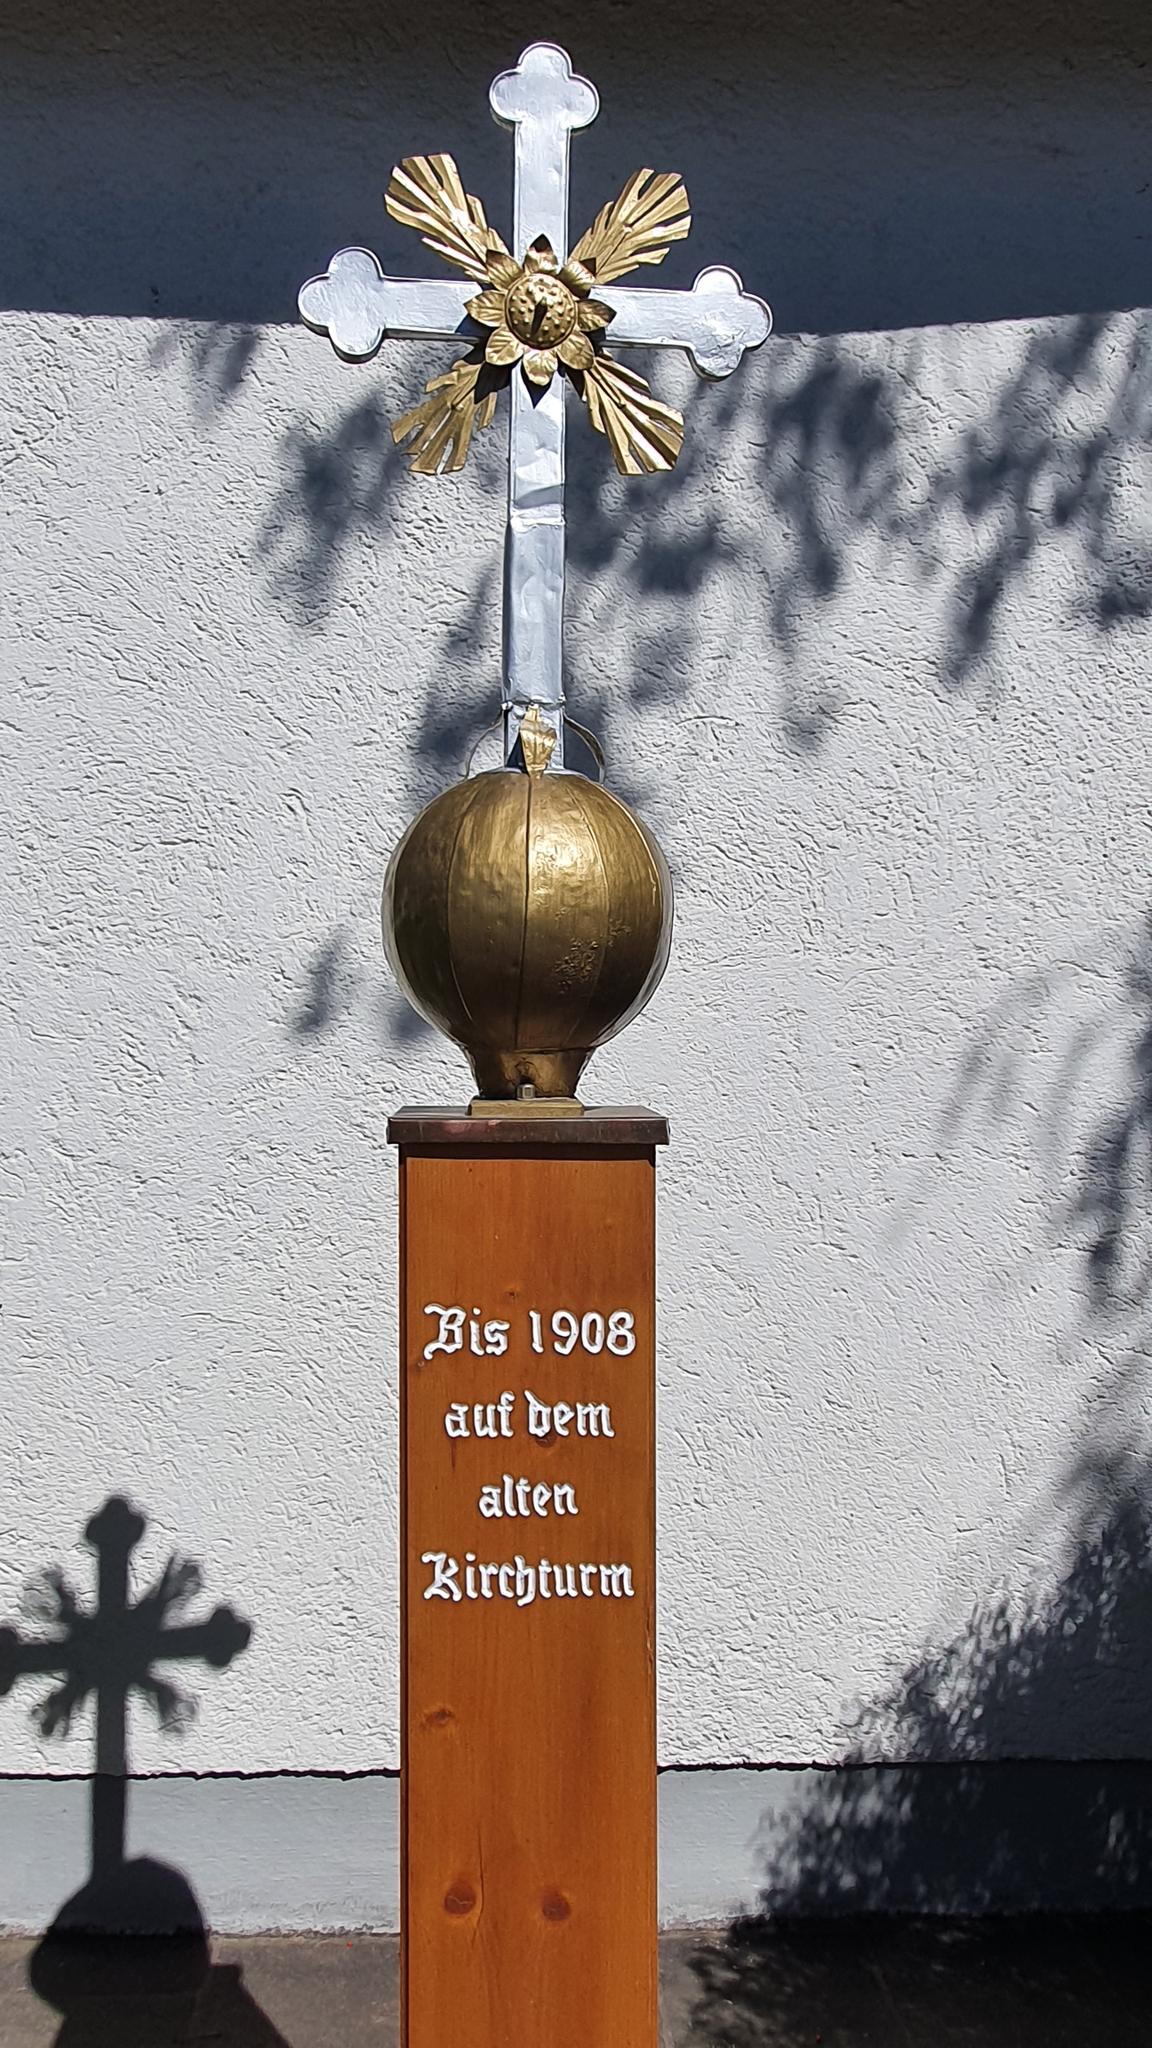 Bis 1908
auf dem
alten
Kirchturm